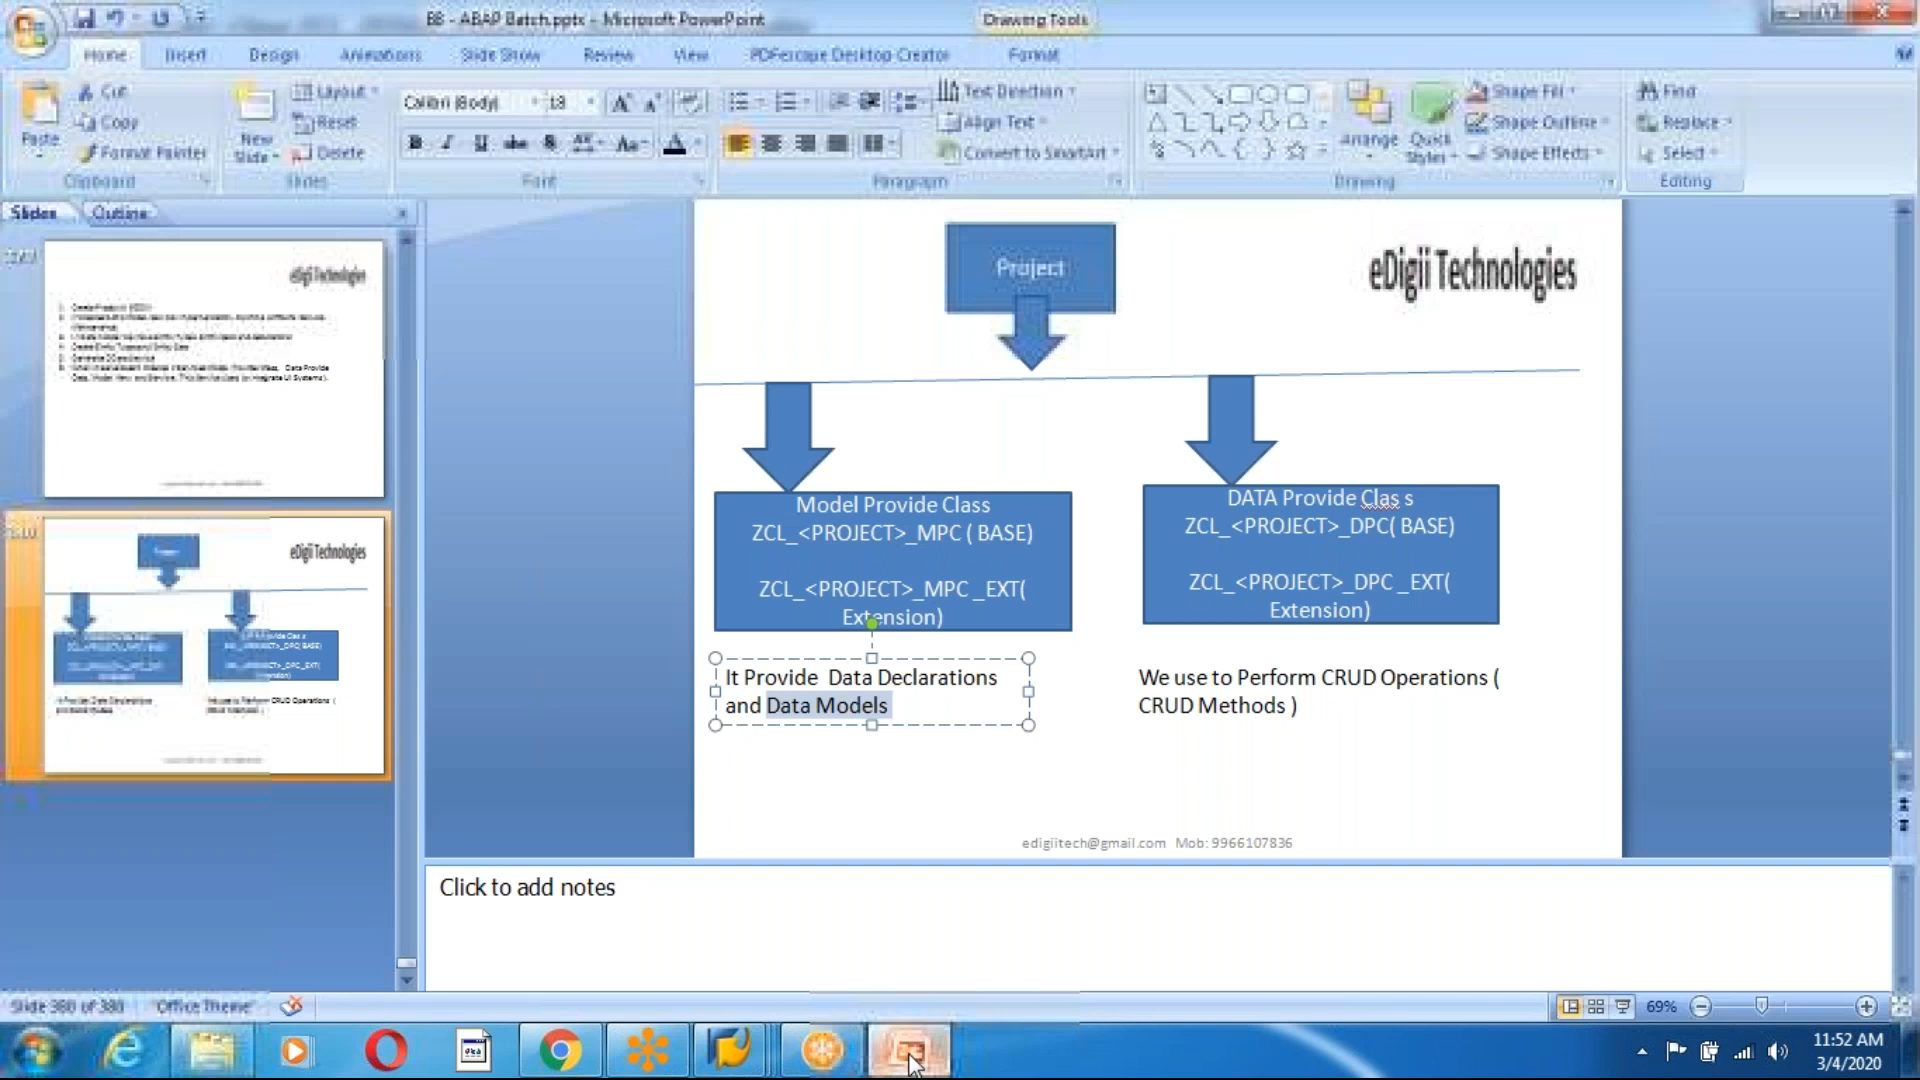 B8 - ABAP Batch.pptx - Microsoft PowerPoint
Drawing Tools
Home Insert Design Animations Slide Show Review View PDFescape Desktop Creator Format
Paste
Cut
Copy
Format Painter
Clipboard
New
Slide
Layout
Reset
Delete
Slides
Calibri (Body) 18
Font
Text Direction
Align Text
Convert to SmartArt
Paragraph
Arrange
Quick
Styles
Shape Fill
Shape Outline
Shape Effects
Drawing
Find
Replace
Select
Editing
Slides Outline
eDigii Technologies
eDigii Technologies
Project
eDigii Technologies
Model Provide Class
ZCL_<PROJECT>_MPC ( BASE)
ZCL_<PROJECT>_MPC _EXT(
Extension)
DATA Provide Clas s
ZCL_<PROJECT>_DPC( BASE)
ZCL_<PROJECT>_DPC _EXT(
Extension)
It Provide  Data Declarations
and Data Models
We use to Perform CRUD Operations (
CRUD Methods )
edigiitech@gmail.com  Mob: 9966107836
Click to add notes
"Office Theme"
69%
11:52 AM
3/4/2020